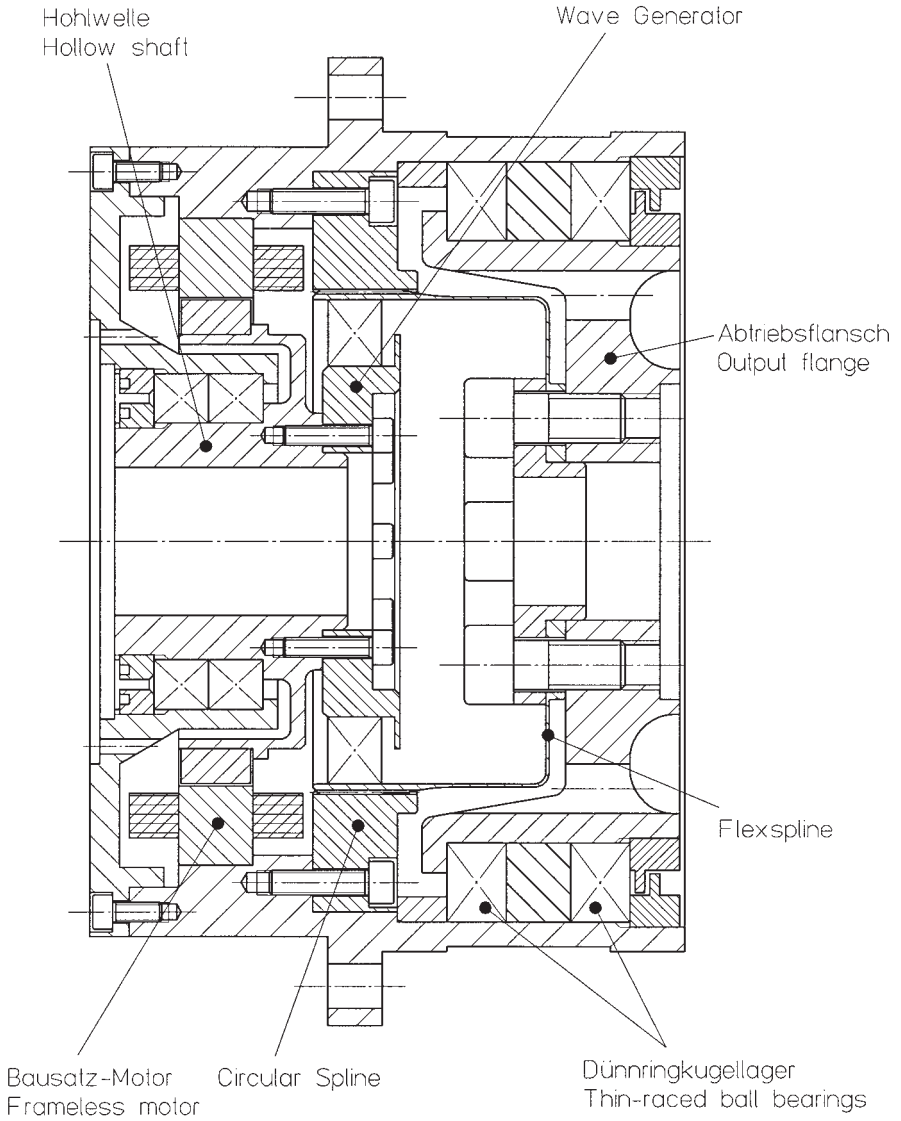 Hohlwelle
Hollow shaft
Wave Generator
Abtriebsflansch
Output flange
Flexspline
Bausatz-Motor
Frameless motor
Circular Spline
Dünnringkugellager
Thin-raced ball bearings